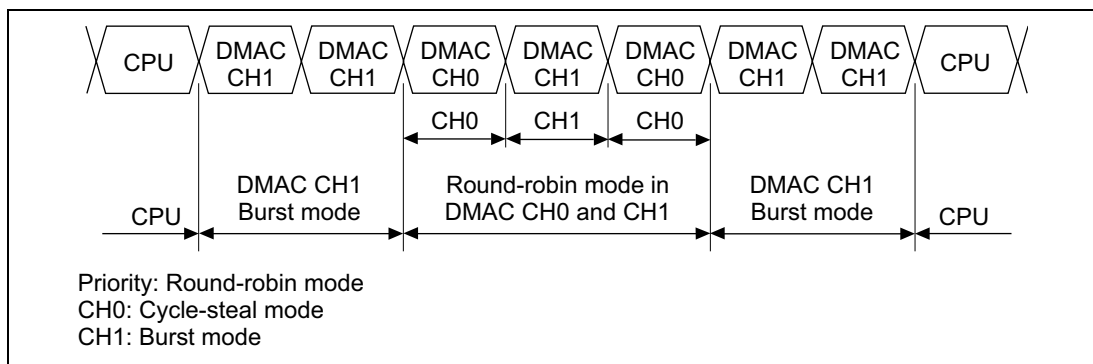 CPU
DMAC
CH1
DMAC
CH1
DMAC
CH0
DMAC
CH1
DMAC
CH0
DMAC
CH1
DMAC
CH1
CPU
CH0
CH1
CH0
CPU
DMAC CH1
Burst mode
Round-robin mode in
DMAC CH0 and CH1
DMAC CH1
Burst mode
CPU
Priority: Round-robin mode
CH0: Cycle-steal mode
CH1: Burst mode